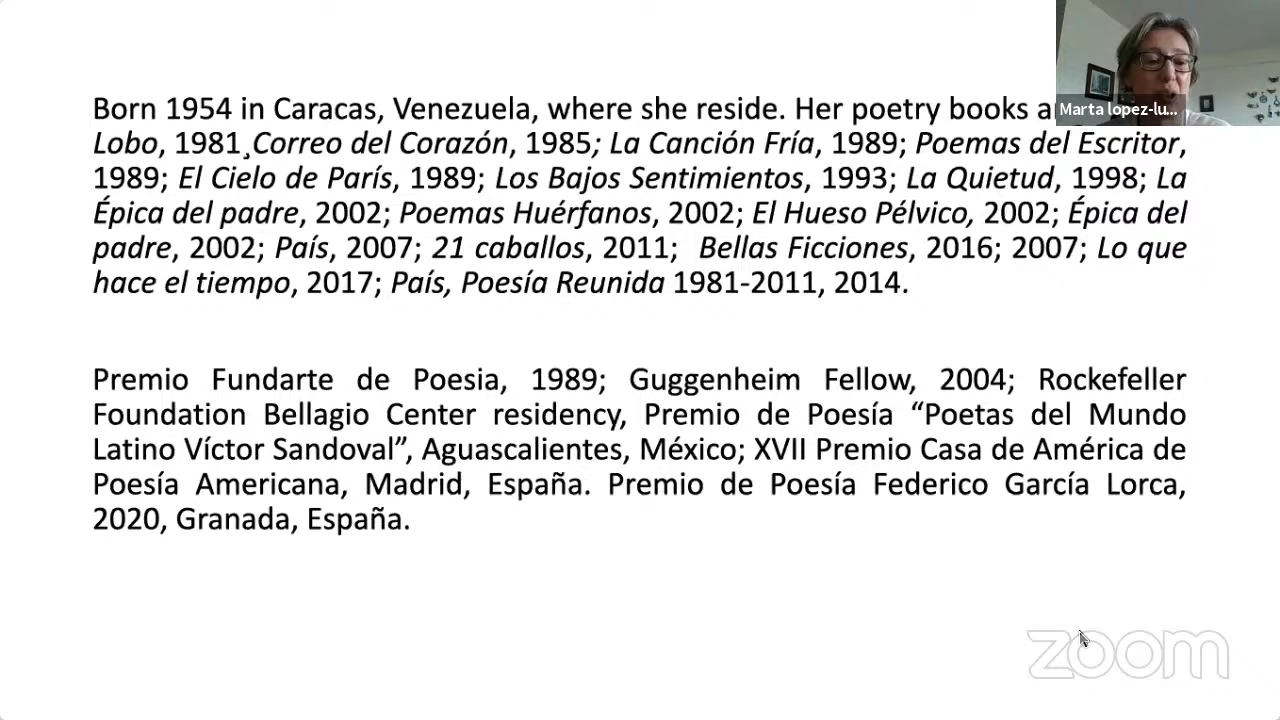 Born 1954 in Caracas, Venezuela, where she reside. Her poetry books
Marta lopez-lu...
Lobo, 1981¸Correo del Corazón, 1985; La Canción Fría, 1989; Poemas del Escritor,
1989; El Cielo de París, 1989; Los Bajos Sentimientos, 1993; La Quietud, 1998; La
Épica del padre, 2002; Poemas Huérfanos, 2002; El Hueso Pélvico, 2002; Épica del
padre, 2002; País, 2007; 21 caballos, 2011; Bellas Ficciones, 2016; 2007; Lo que
hace el tiempo, 2017; País, Poesía Reunida 1981-2011, 2014.
Premio Fundarte de Poesia, 1989; Guggenheim Fellow, 2004; Rockefeller
Foundation Bellagio Center residency, Premio de Poesía “Poetas del Mundo
Latino Víctor Sandoval”, Aguascalientes, México; XVII Premio Casa de América de
Poesía Americana, Madrid, España. Premio de Poesía Federico García Lorca,
2020, Granada, España.
zoom